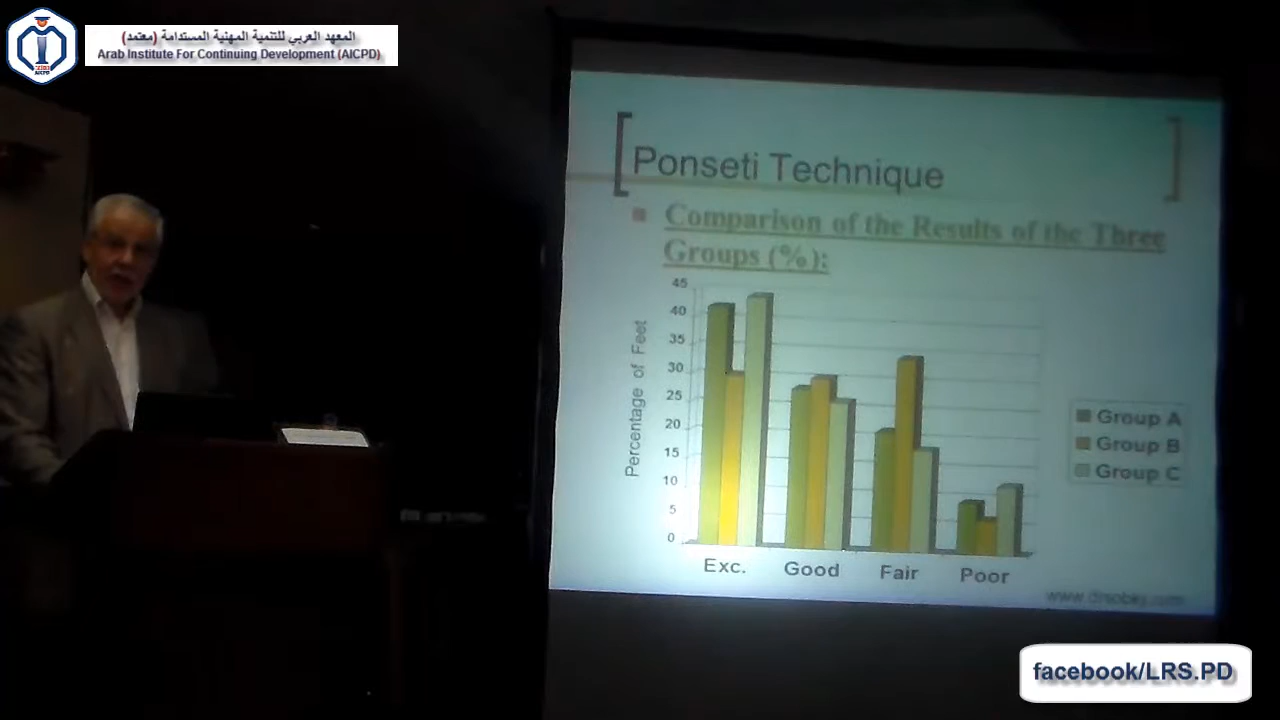 المعهد العربي للتنمية المهنية المستدامة (معتمد)
Arab Institute For Continuing Development (AICPD)
AICPD
Ponseti Technique
Comparison of the Results of the Three
Groups (%):
Percentage of Feet
45
40
35
30
25
20
15
10
5
0
Exc.
Good
Fair
Poor
Group A
Group B
Group C
facebook/LRS.PD